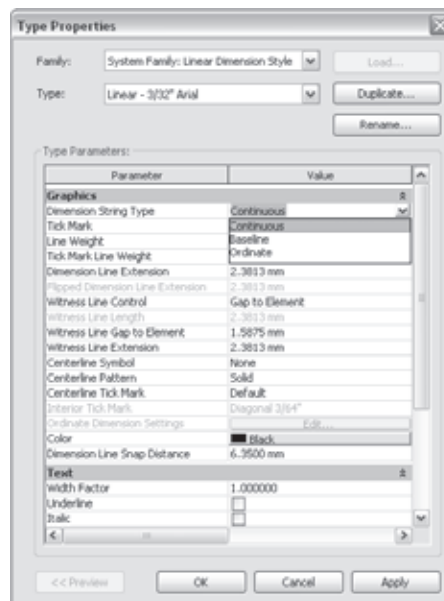 Type Properties
Family: System Family: Linear Dimension Style Load...
Type: Linear - 3/32" Arial Duplicate...
Rename...
Type Parameters:
Parameter Value
Graphics
Dimension String Type Continuous
Tick Mark Continuous
Line Weight Baseline
Tick Mark Line Weight Ordinate
Dimension Line Extension 2.3813 mm
Flipped Dimension Line Extension 2.3813 mm
Witness Line Control Gap to Element
Witness Line Length 2.3813 mm
Witness Line Gap to Element 1.5875 mm
Witness Line Extension 2.3813 mm
Centerline Symbol None
Centerline Pattern Solid
Centerline Tick Mark Default
Interior Tick Mark Diagonal 3/64"
Ordinate Dimension Settings Edit...
Color Black
Dimension Line Snap Distance 6.3500 mm
Text
Width Factor 1.000000
Underline
Italic
<< Preview OK Cancel Apply